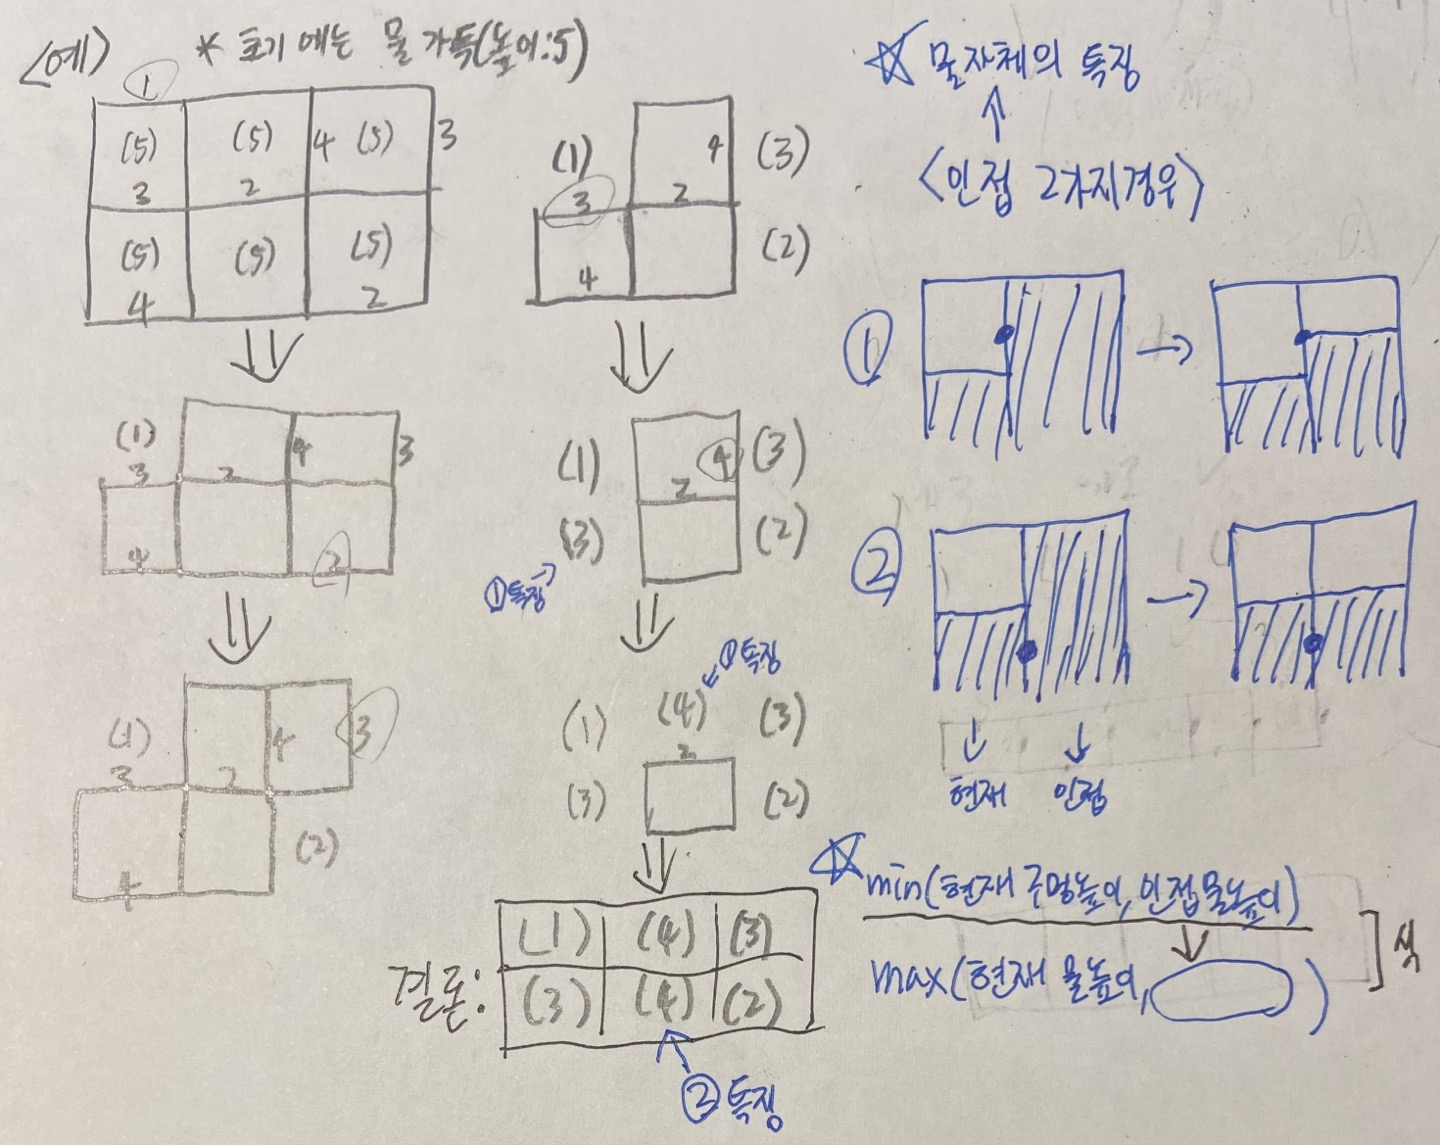 <예> * 초기에는 물 가득(높이:5)
①
(5) (5) 4 (5) 3
3 2
(5) (5) (5)
4 2
(1) 4 3
3 2
4 2
(1) 4 3
3 2
4 (2)
(1) 4 (3)
3 2
4 (2)
(1) 4 (3)
2
(3) (2)
①특징→
①특징
(1) (4) (3)
2
(3) (2)
결론:
(1) (4) (3)
(3) (4) (2)
②특징
☆ 물자체의 특징
<인접 2가지경우>
①
②
현재 인접
☆ min(현재 구멍높이, 인접물높이)
max(현재 물높이, )
] 식